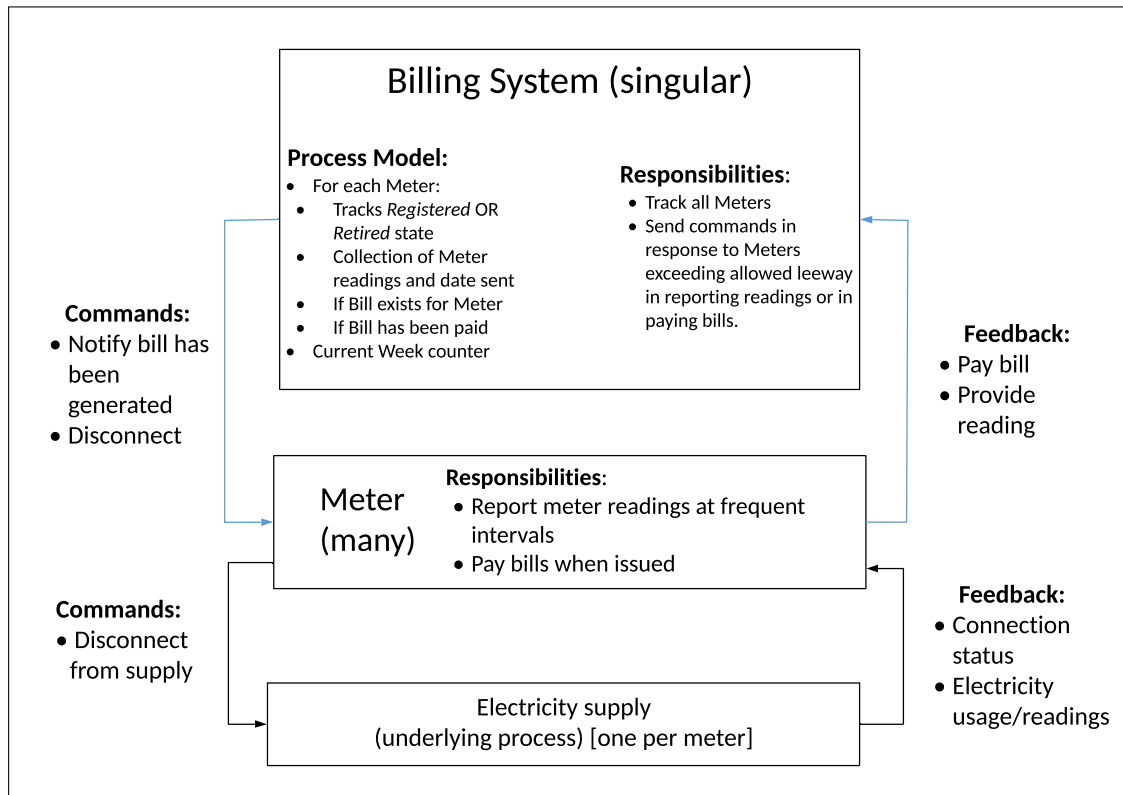 Billing System (singular)
Process Model:
• For each Meter:
• Tracks Registered OR
Retired state
• Collection of Meter
readings and date sent
• If Bill exists for Meter
• If Bill has been paid
• Current Week counter
Responsibilities:
• Track all Meters
• Send commands in
response to Meters
exceeding allowed leeway
in reporting readings or in
paying bills.
Commands:
• Notify bill has
been
generated
• Disconnect
Feedback:
• Pay bill
• Provide
reading
Meter
(many)
Responsibilities:
• Report meter readings at frequent
intervals
• Pay bills when issued
Commands:
• Disconnect
from supply
Feedback:
• Connection
status
• Electricity
usage/readings
Electricity supply
(underlying process) [one per meter]